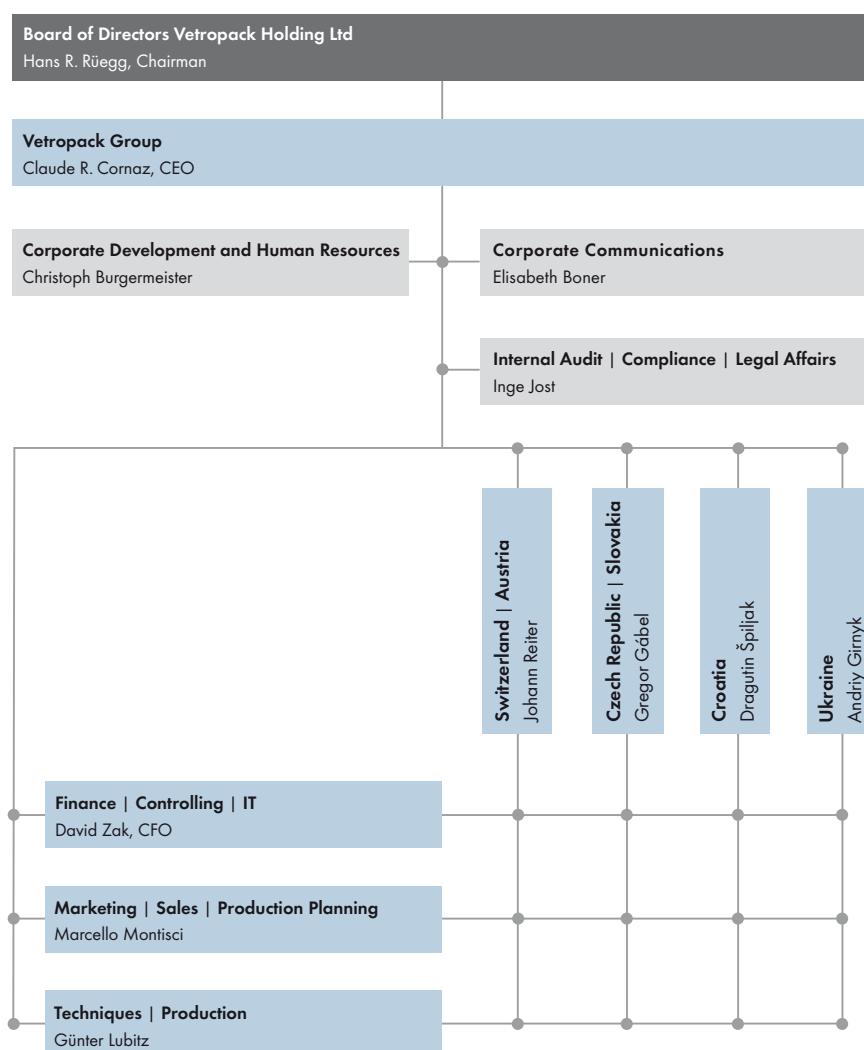 Board of Directors Vetropack Holding Ltd
Hans R. Rüegg, Chairman
Vetropack Group
Claude R. Cornaz, CEO
Corporate Development and Human Resources
Christoph Burgermeister
Corporate Communications
Elisabeth Boner
Internal Audit | Compliance | Legal Affairs
Inge Jost
Switzerland | Austria
Johann Reiter
Czech Republic | Slovakia
Gregor Gábel
Croatia
Dragutin Špiljak
Ukraine
Andriy Girnyk
Finance | Controlling | IT
David Zak, CFO
Marketing | Sales | Production Planning
Marcello Montisci
Techniques | Production
Günter Lubitz